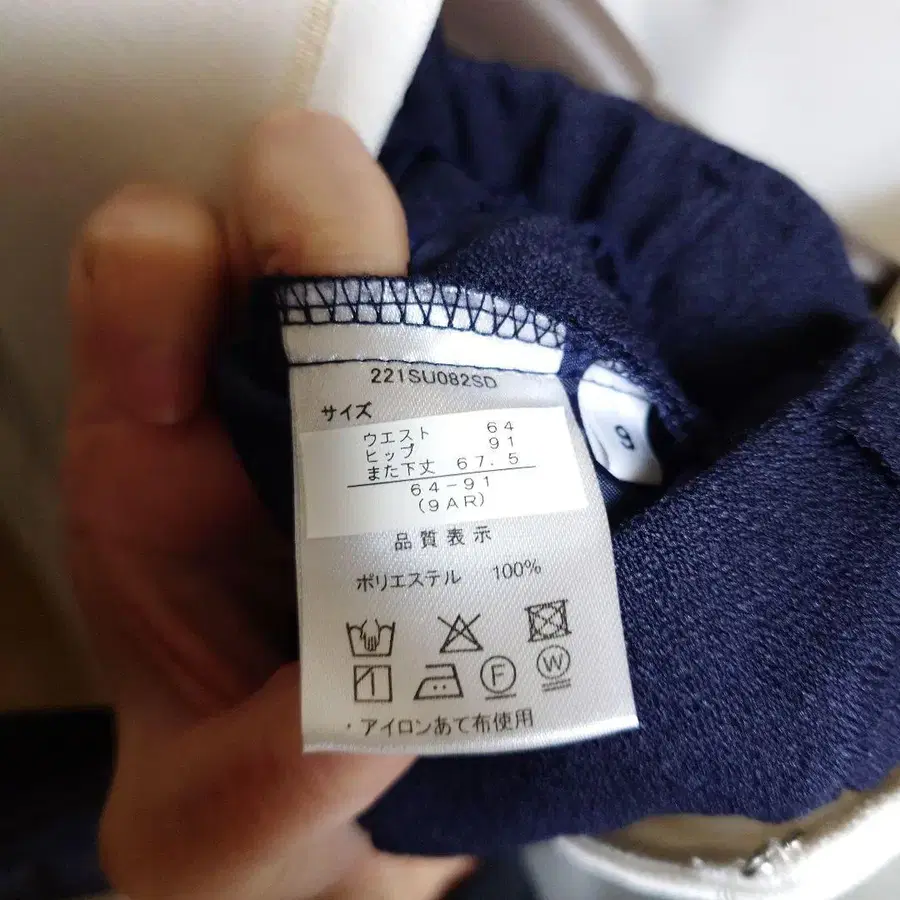 221SU082SD
サイズ
ウエスト 64
ヒップ 91
また下丈 67.5
64-91
(9AR)
品質表示
ポリエステル 100%
F W
・アイロンあて布使用
9